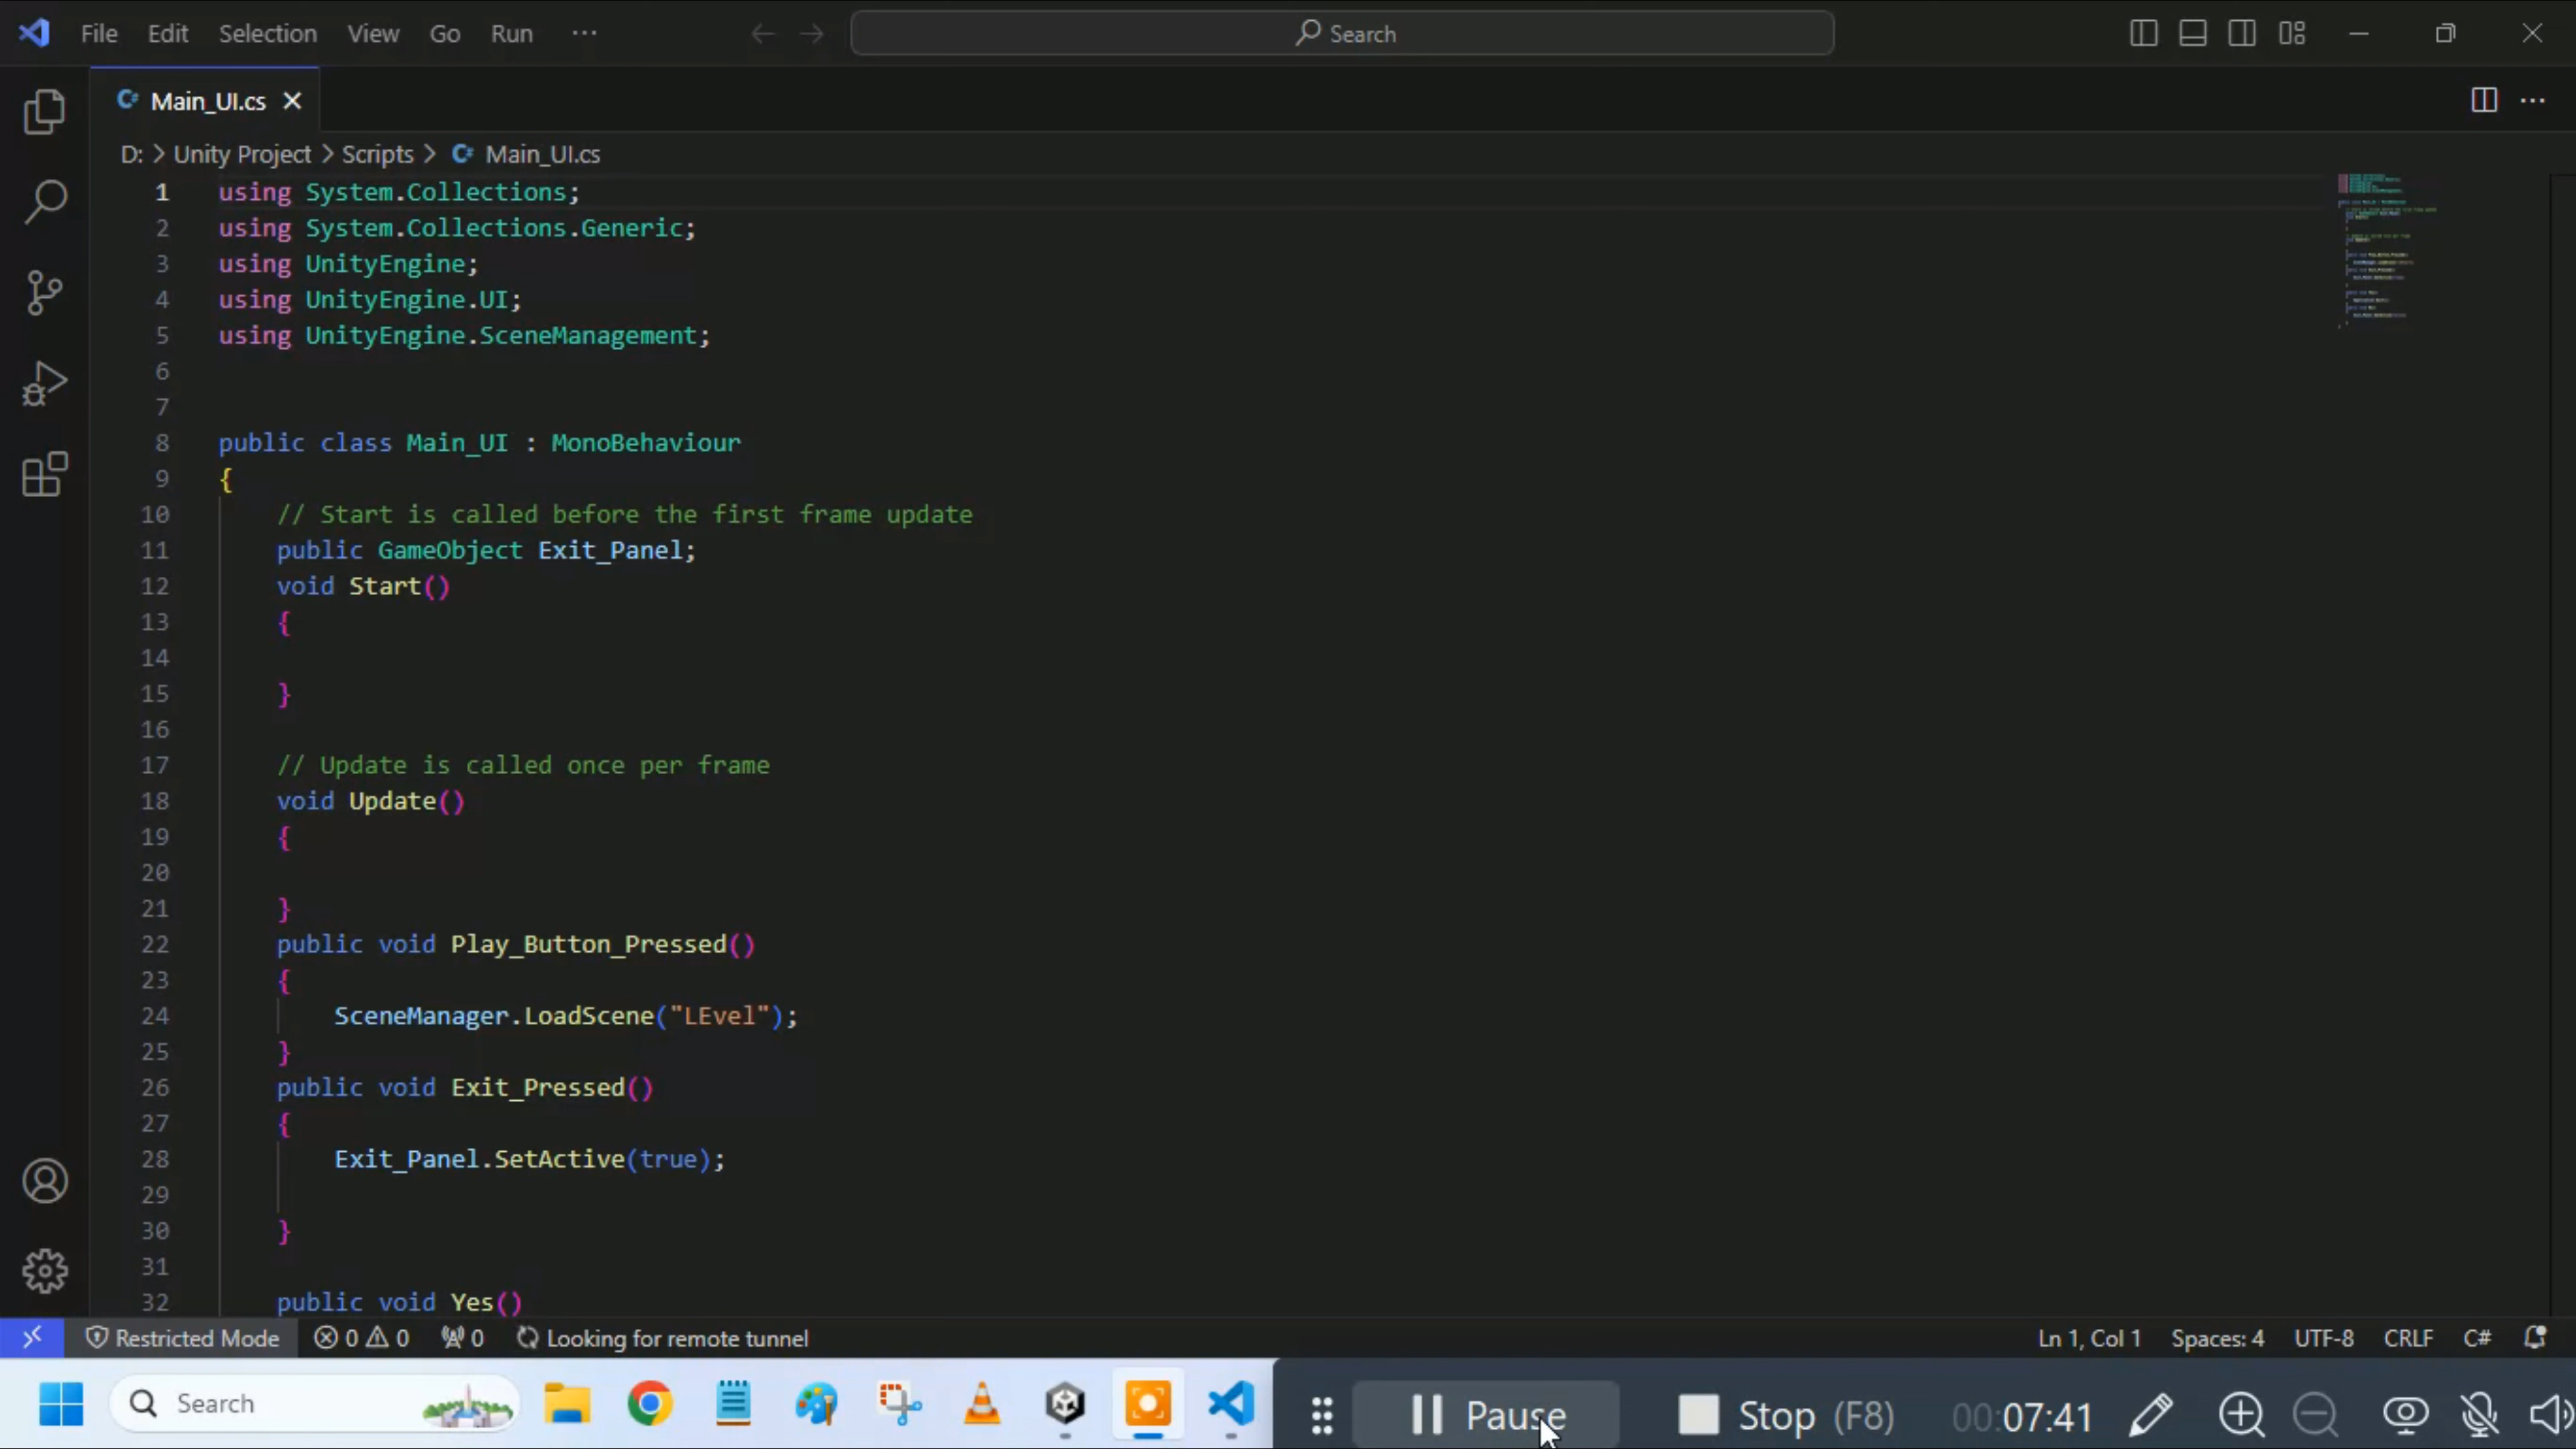 File Edit Selection View Go Run ···
Search
Main_UI.cs
D: > Unity Project > Scripts > Main_UI.cs
1 using System.Collections;
2 using System.Collections.Generic;
3 using UnityEngine;
4 using UnityEngine.UI;
5 using UnityEngine.SceneManagement;
6
7
8 public class Main_UI : MonoBehaviour
9 {
10 // Start is called before the first frame update
11 public GameObject Exit_Panel;
12 void Start()
13 {
14
15 }
16
17 // Update is called once per frame
18 void Update()
19 {
20
21 }
22 public void Play_Button_Pressed()
23 {
24 SceneManager.LoadScene("LEvel");
25 }
26 public void Exit_Pressed()
27 {
28 Exit_Panel.SetActive(true);
29
30 }
31
32 public void Yes()
Restricted Mode 0 0 0 Looking for remote tunnel Ln 1, Col 1 Spaces: 4 UTF-8 CRLF C#
Search Pause Stop (F8) 00:07:41